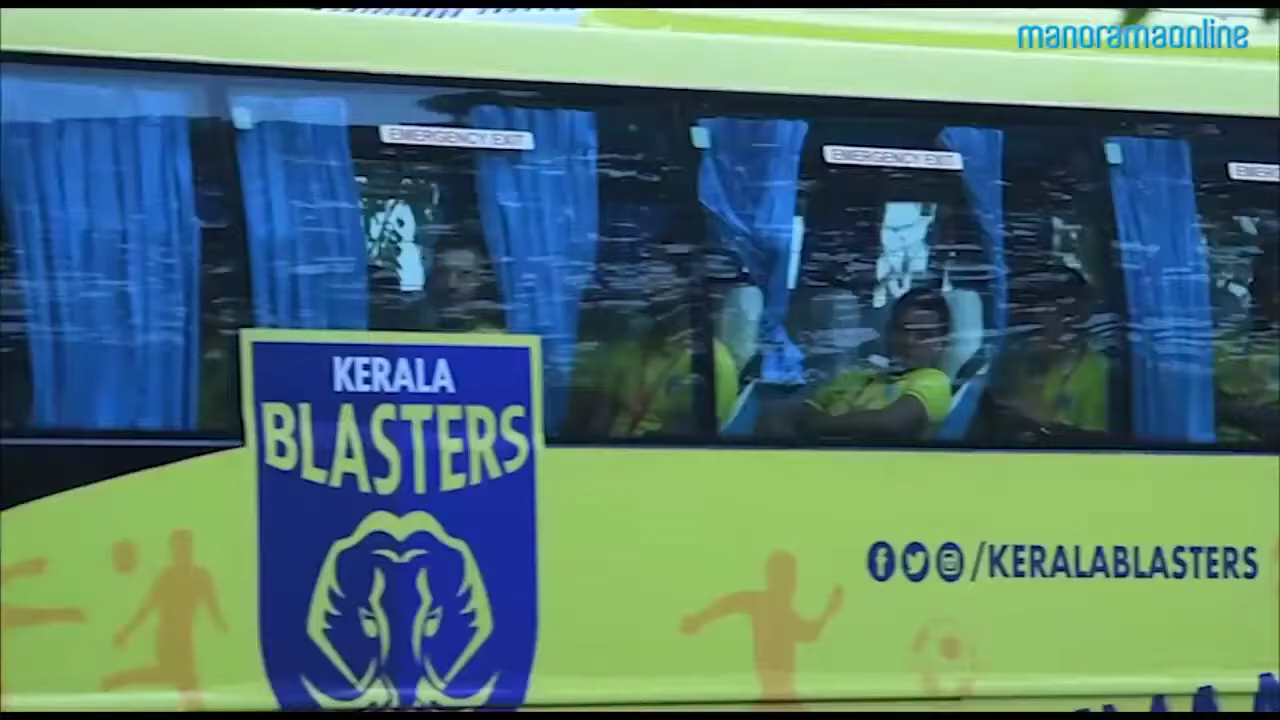 manoramaonline
EMERGENCY EXIT
EMERGENCY EXIT
KERALA
BLASTERS
/KERALABLASTERS